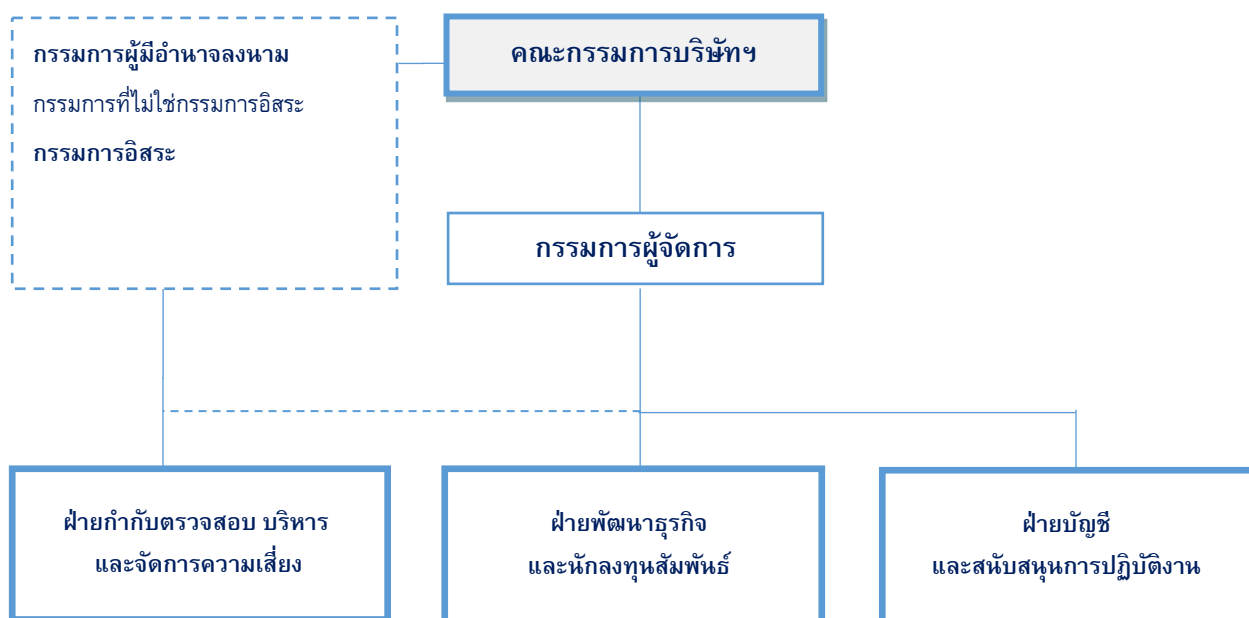 กรรมการผู้มีอำหาจลงหาม
กรรมการที่ไม่ใช่กรรมการอิสระ
กรรมการอิสระ
คณะกรรมการบริษัทฯ
กรรมการผู้จัดการ
ฝ่ายกำกับตรวจสอบ บริหาร
และจัดการความเสี่ยง
ฝ่ายพัฒหาธุรกิจ
และนักลงทุนสัมพันธ์
ฝ่ายบัญชี
และสนับสนุนการปฏิบัติงาน